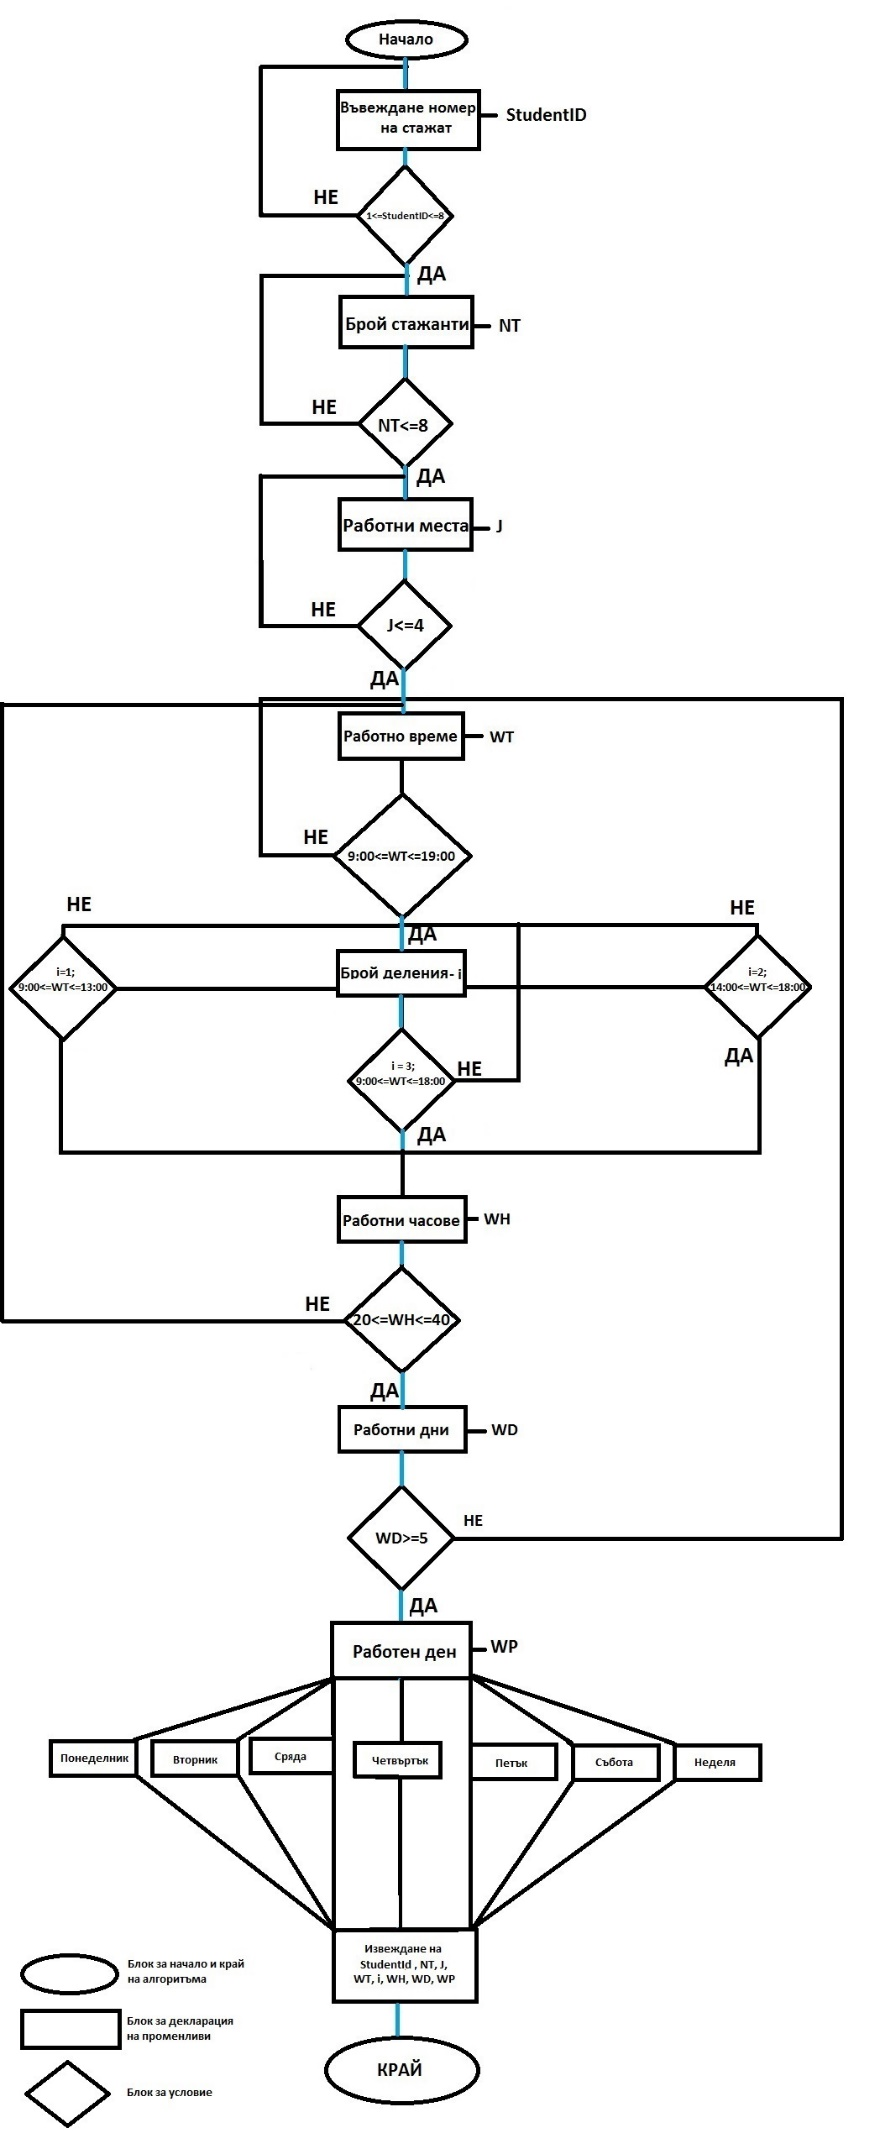 Начало
Въвеждане номер
на стажат
StudentID
НЕ
1<=StudentID<=8
ДА
Брой стажанти
NT
НЕ
NT<=8
ДА
Работни места
J
НЕ
J<=4
ДА
Работно време
WT
НЕ
9:00<=WT<=19:00
НЕ
НЕ
ДА
i=1;
9:00<=WT<=13:00
Брой деления- i
i=2;
14:00<=WT<=18:00
i = 3;
9:00<=WT<=18:00
НЕ
ДА
ДА
Работни часове
WH
НЕ
20<=WH<=40
ДА
Работни дни
WD
WD>=5
НЕ
ДА
Работен ден
WP
Понеделник
Вторник
Сряда
Четвъртък
Петък
Събота
Неделя
Извеждане на
StudentId , NT, J,
WT, i, WH, WD, WP
КРАЙ
Блок за начало и край
на алгоритъма
Блок за декларация
на променливи
Блок за условие